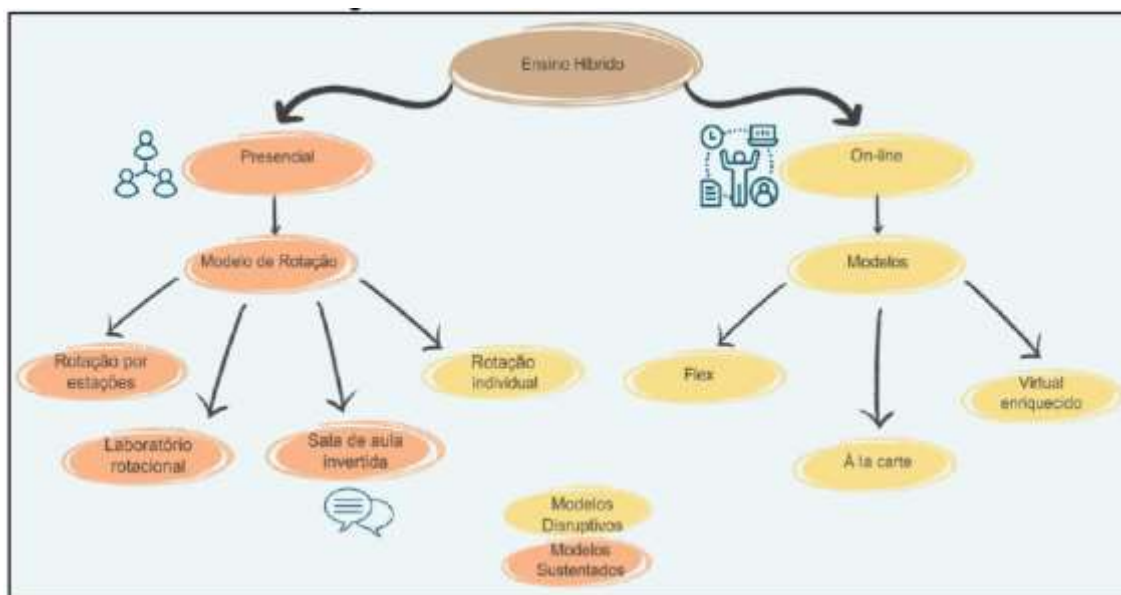 Ensino Híbrido
Presencial
On-line
Modelo de Rotação
Modelos
Rotação por
estações
Rotação
individual
Flex
Virtual
enriquecido
Laboratório
rotacional
Sala de aula
invertida
À la carte
Modelos
Disruptivos
Modelos
Sustentados